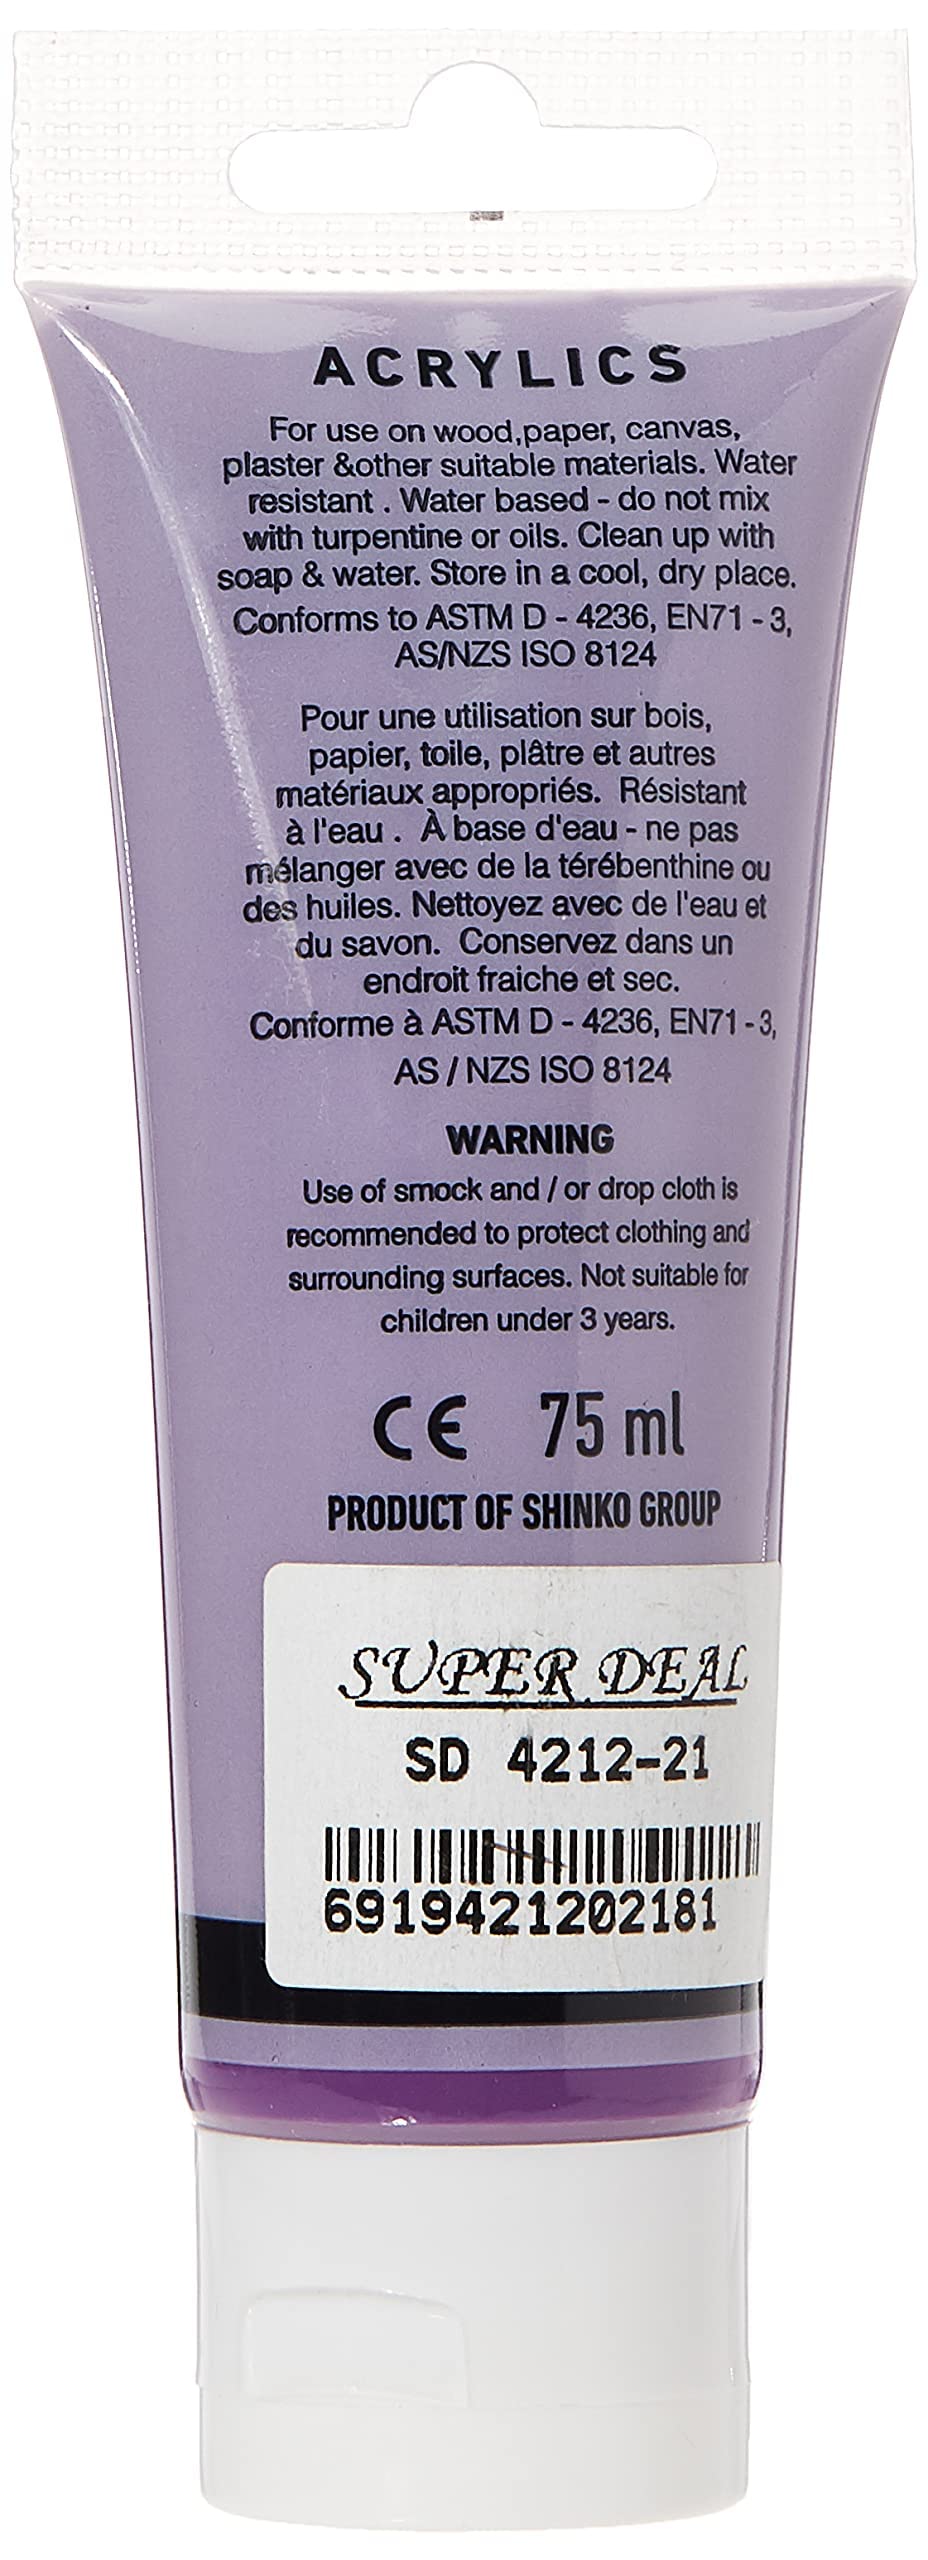 ACRYLICS
For use on wood,paper, canvas,
plaster &other suitable materials. Water
resistant . Water based - do not mix
with turpentine or oils. Clean up with
soap & water. Store in a cool, dry place.
Conforms to ASTM D - 4236, EN71 - 3,
AS/NZS ISO 8124
Pour une utilisation sur bois,
papier, toile, plâtre et autres
matériaux appropriés. Résistant
à l'eau . À base d'eau - ne pas
mélanger avec de la térébenthine ou
des huiles. Nettoyez avec de l'eau et
du savon. Conservez dans un
endroit fraiche et sec.
Conforme à ASTM D - 4236, EN71 - 3,
AS / NZS ISO 8124
WARNING
Use of smock and / or drop cloth is
recommended to protect clothing and
surrounding surfaces. Not suitable for
children under 3 years.
CE 75 ml
PRODUCT OF SHINKO GROUP
SUPER DEAL
SD 4212-21
6919421202181